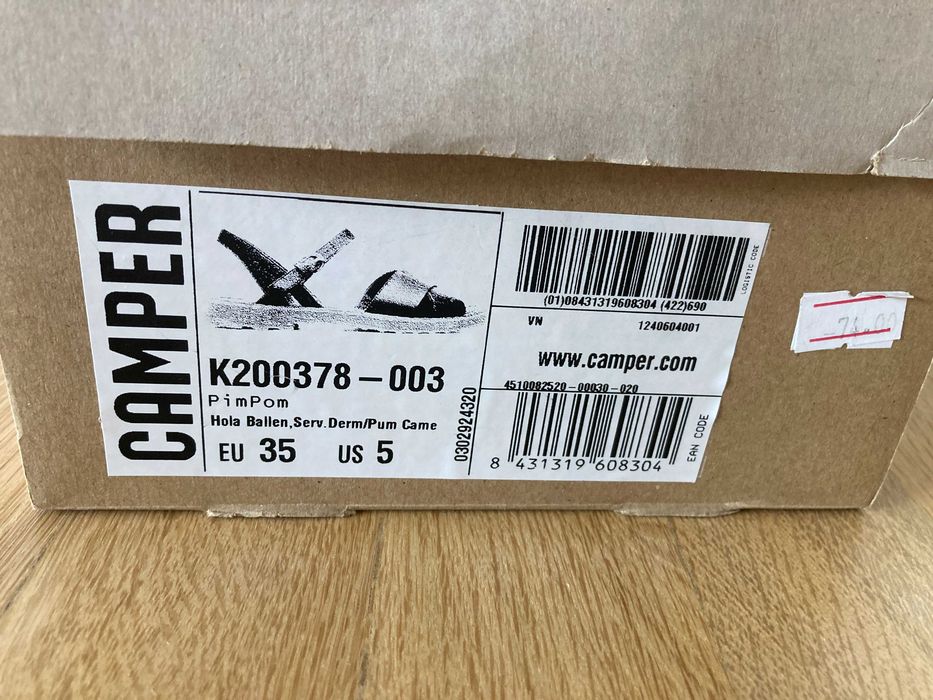 CAMPER
K200378-003
PimPom
Hola Ballen,Serv.Derm/Pum Came
EU 35 US 5
0302924320
(01)08431319608304 (422)690
LOGISTIC CODE
VN 1240604001
www.camper.com
4510082520-00030-020
8 431319 608304
EAN CODE